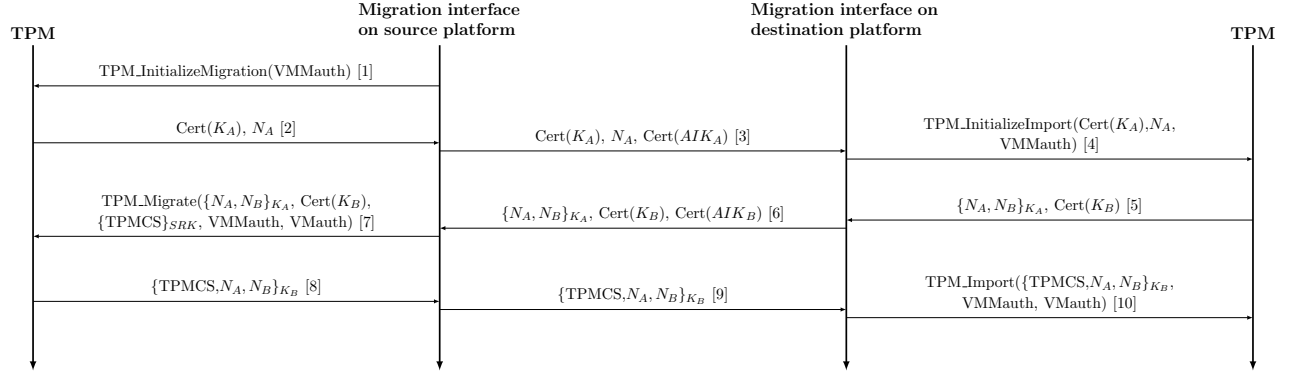 TPM
Migration interface
on source platform
Migration interface on
destination platform
TPM
TPM_InitializeMigration(VMMauth) [1]
Cert(K_A), N_A [2]
Cert(K_A), N_A, Cert(AIK_A) [3]
TPM_InitializeImport(Cert(K_A),N_A,
VMMauth) [4]
{N_A, N_B}_{K_A}, Cert(K_B) [5]
{N_A, N_B}_{K_A}, Cert(K_B), Cert(AIK_B) [6]
TPM_Migrate({N_A, N_B}_{K_A}, Cert(K_B),
{TPMCS}_{SRK}, VMMauth, VMauth) [7]
{TPMCS,N_A, N_B}_{K_B} [8]
{TPMCS,N_A, N_B}_{K_B} [9]
TPM_Import({TPMCS,N_A, N_B}_{K_B},
VMMauth, VMauth) [10]